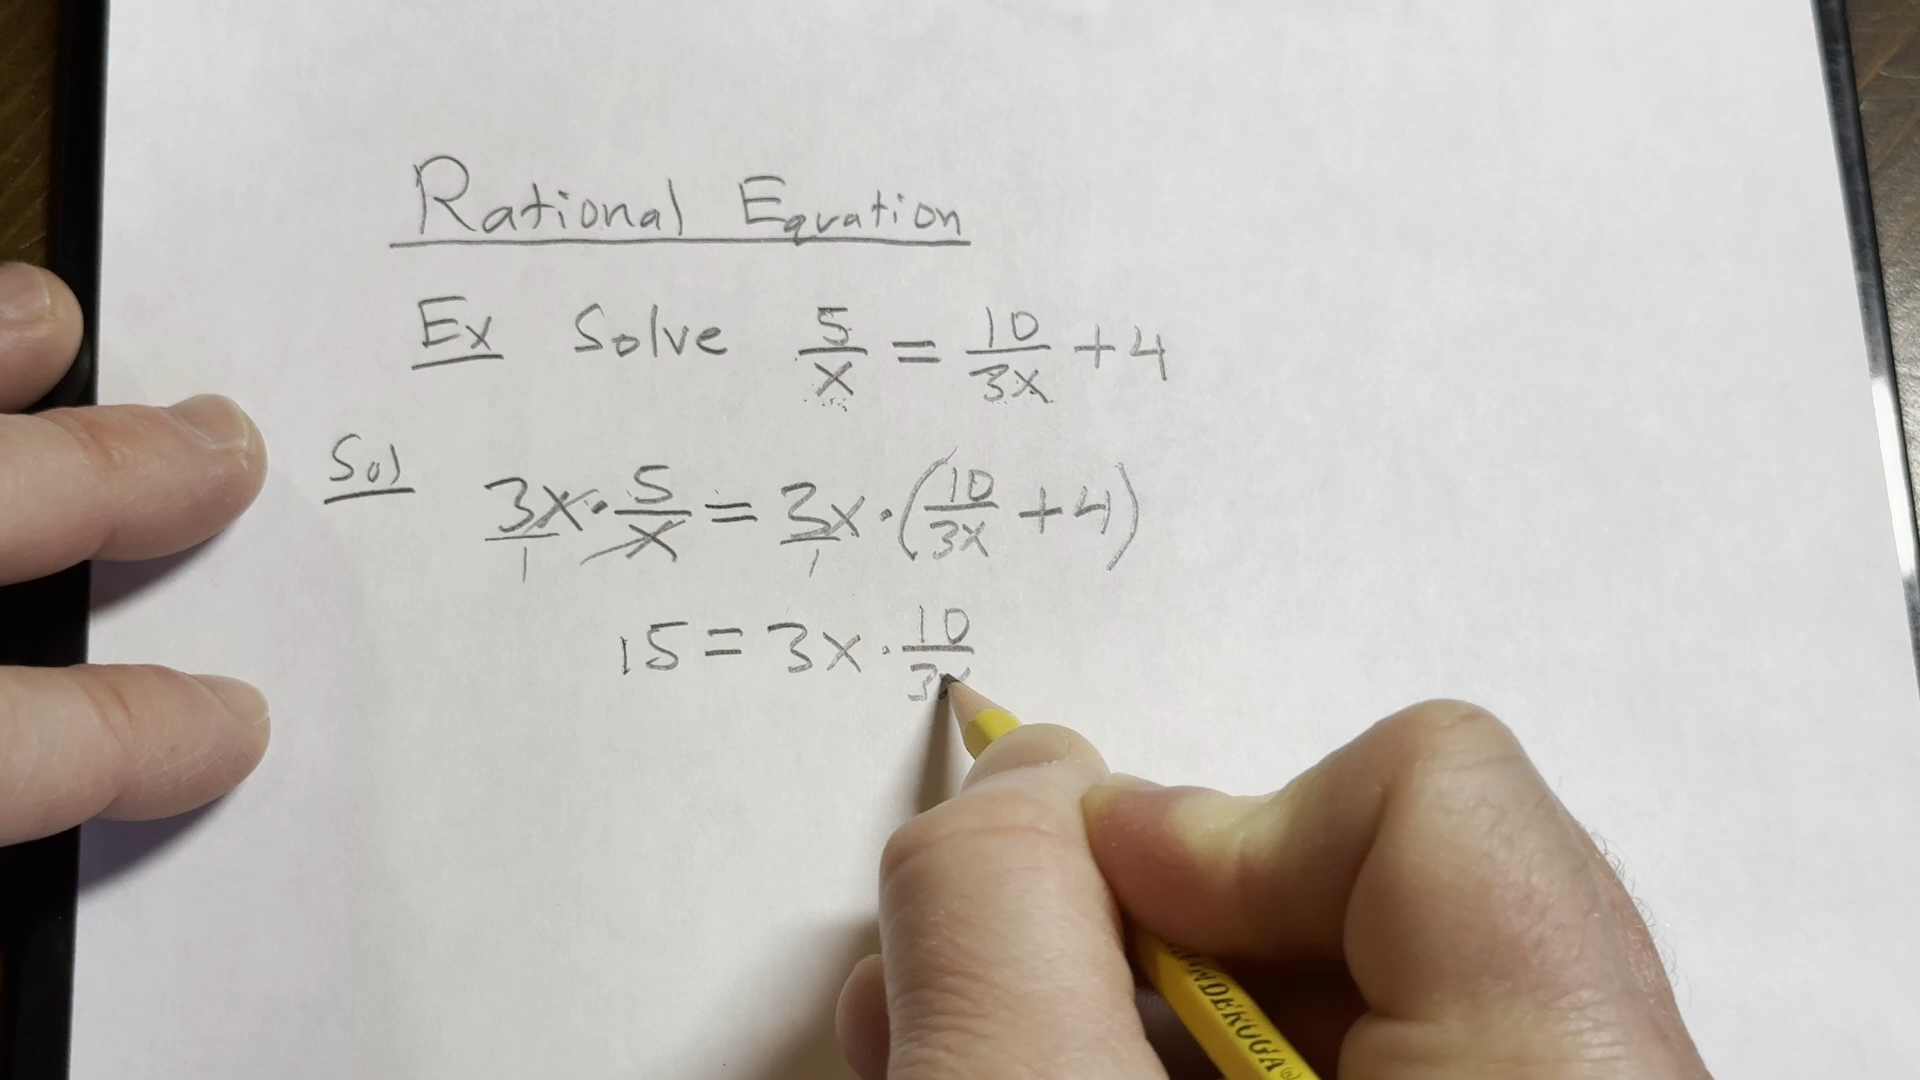 Rational Equation
Ex Solve 5/x = 10/3x + 4
Sol 3x/1 · 5/x = 3x/1 · (10/3x + 4)
15 = 3x · 10/3x